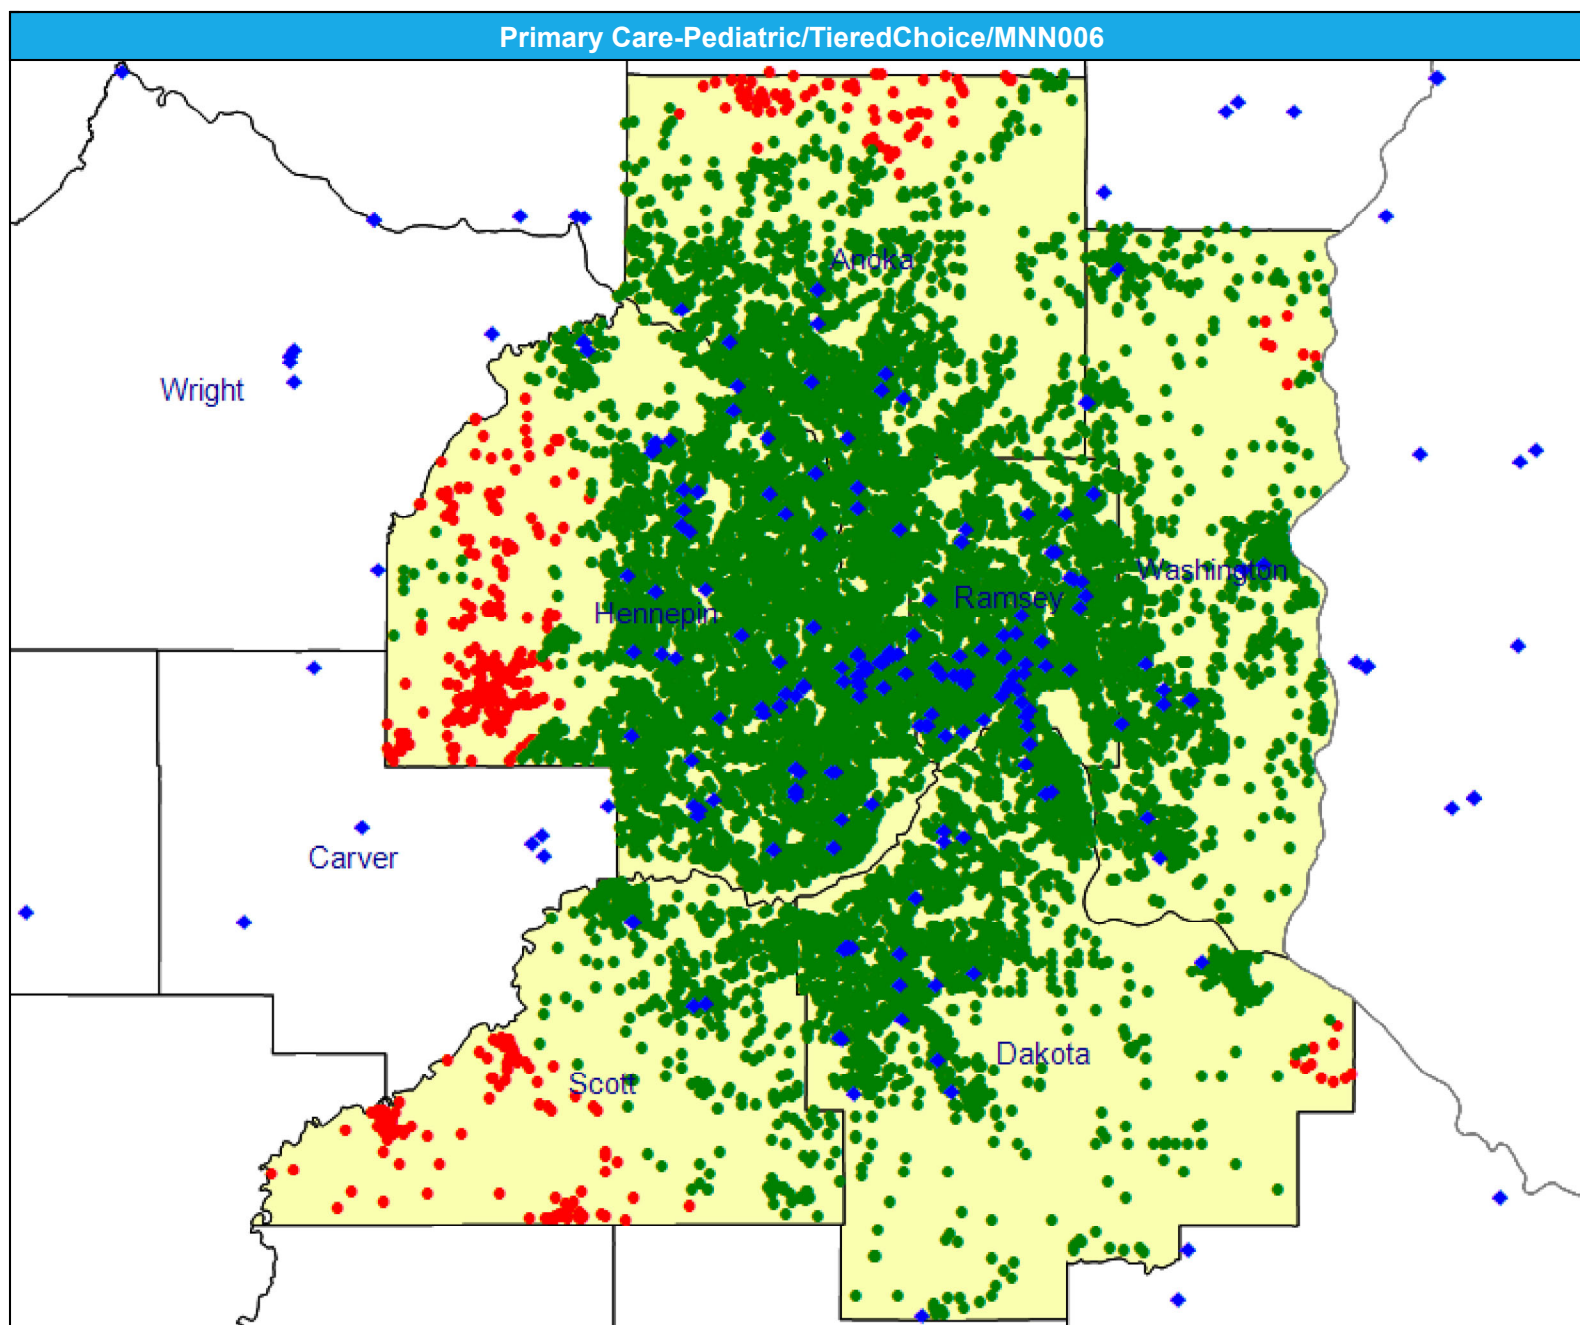 Primary Care-Pediatric/TieredChoice/MNN006
Anoka
Wright
Washington
Ramsey
Hennepin
Carver
Dakota
Scott